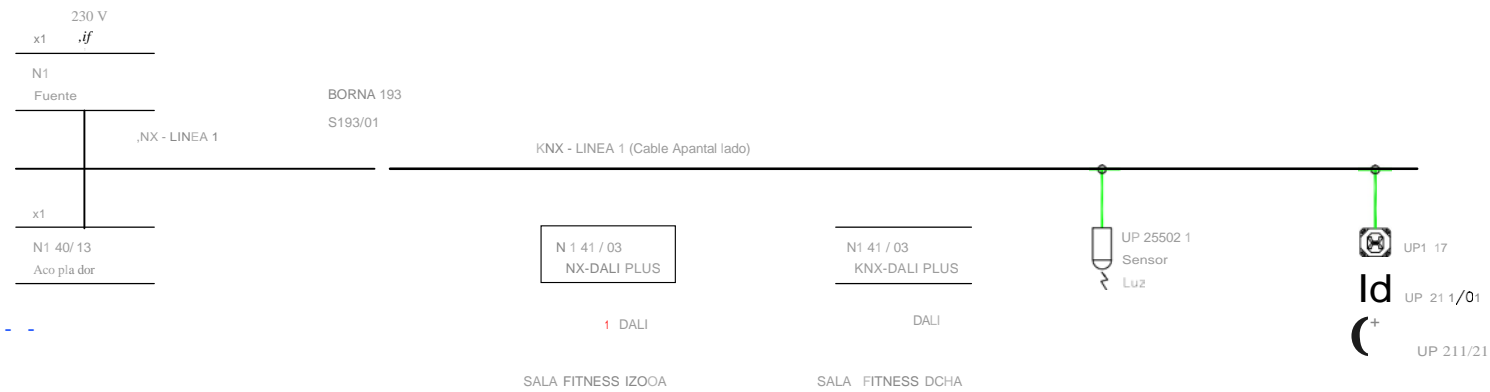 230 V
x1 ,if
N1
Fuente
BORNA 193
S193/01
,NX - LINEA 1
KNX - LINEA 1 (Cable Apantal lado)
x1
N1 40/ 13
Aco pla dor
N 1 41 / 03
NX-DALI PLUS
N1 41 / 03
KNX-DALI PLUS
UP 25502 1
Sensor
Luz
UP1 17
Id UP 21 1/01
( + UP 211/21
1 DALI
DALI
SALA FITNESS IZOOA
SALA FITNESS DCHA